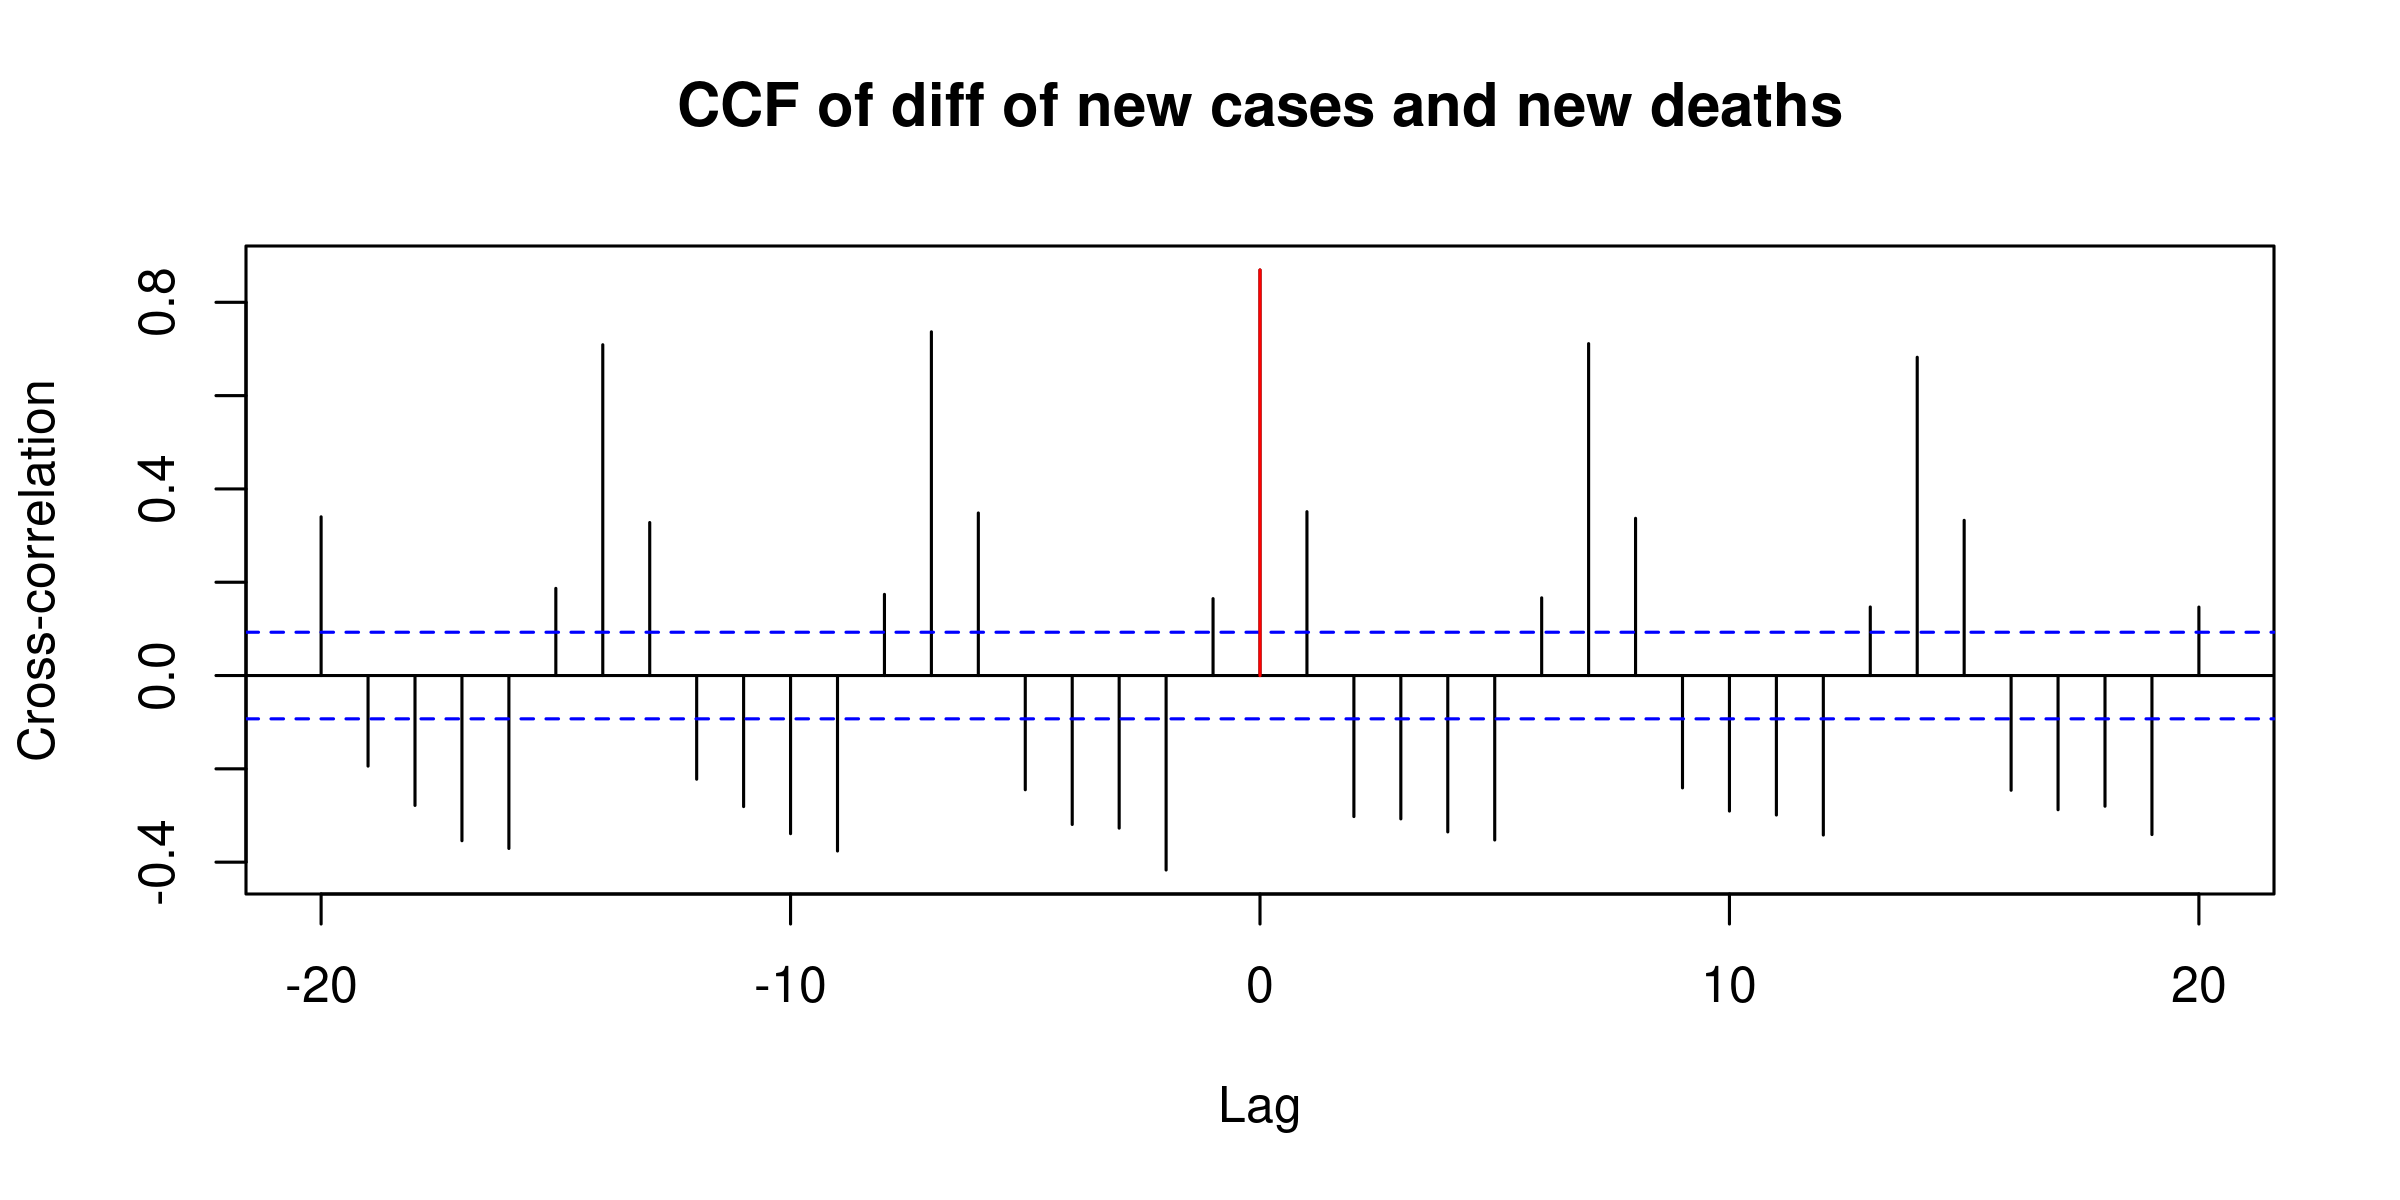 CCF of diff of new cases and new deaths
Cross-correlation
0.8
0.4
0.0
-0.4
-20 -10 0 10 20
Lag